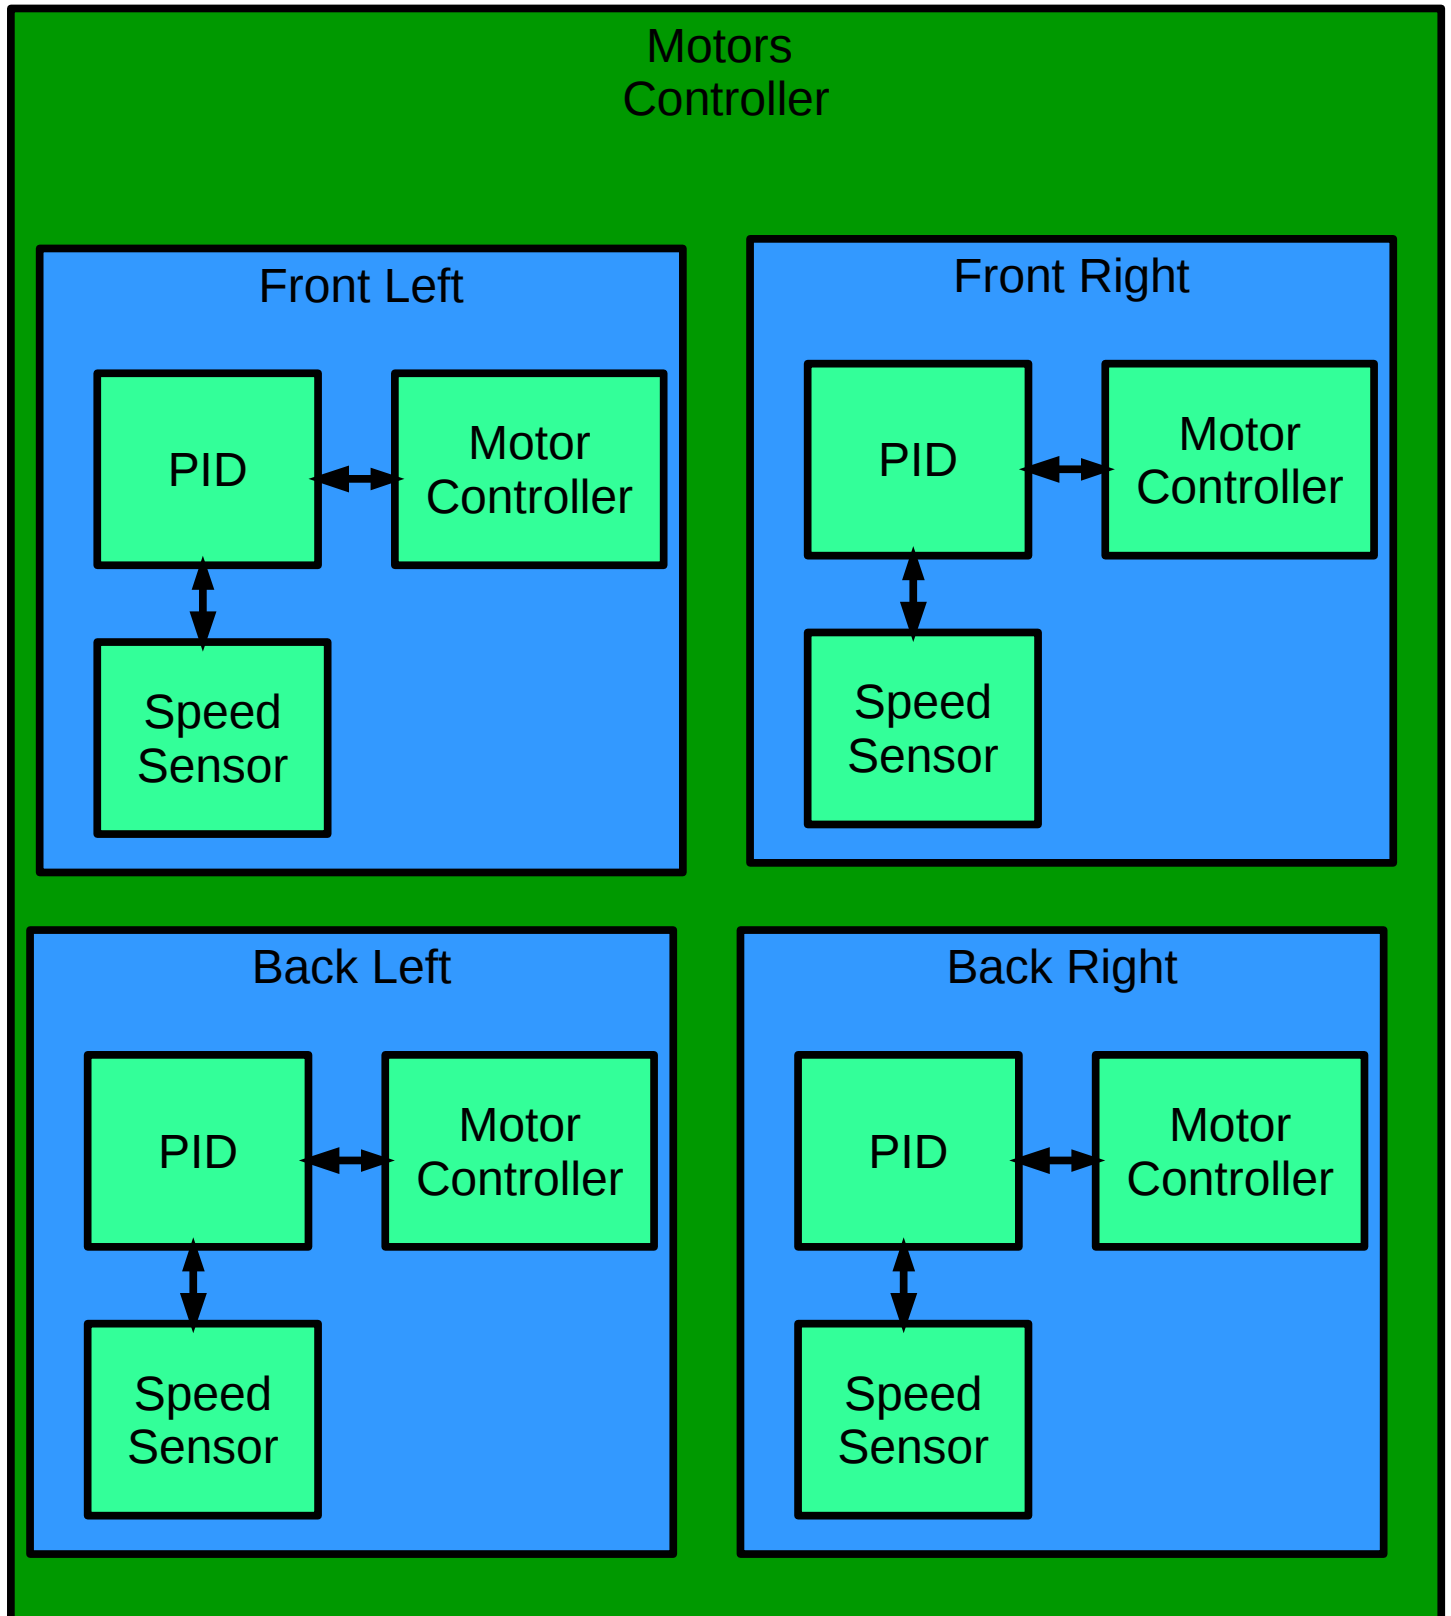 Motors
Controller
Front Left
PID
Motor
Controller
Speed
Sensor
Front Right
PID
Motor
Controller
Speed
Sensor
Back Left
PID
Motor
Controller
Speed
Sensor
Back Right
PID
Motor
Controller
Speed
Sensor